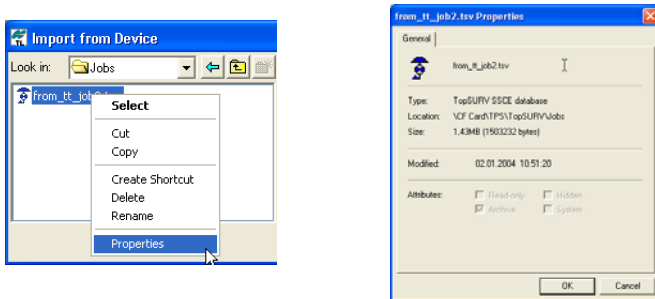 Import from Device
Look in:
Jobs
from_tt_job2.tsv
Select
Cut
Copy
Create Shortcut
Delete
Rename
Properties
from_tt_job2.tsv Properties
General
from_tt_job2.tsv
Type: TopSURV SSCE database
Location: \CF Card\TPS\TopSURV\Jobs
Size: 1,43MB (1503232 bytes)
Modified: 02.01.2004 10:51:20
Attributes: Read-only Hidden
Archive System
OK Cancel